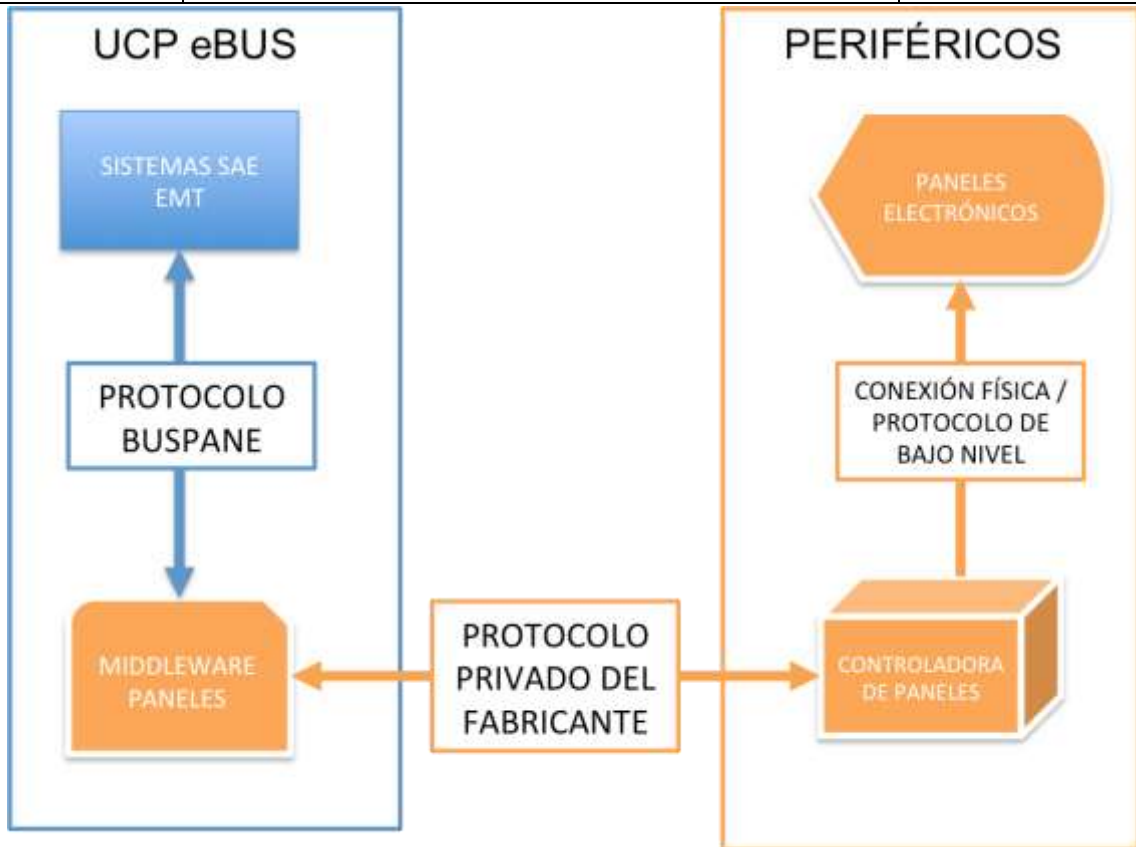 UCP eBUS
SISTEMAS SAE
EMT
PROTOCOLO
BUSPANE
MIDDLEWARE
PANELES
PROTOCOLO
PRIVADO DEL
FABRICANTE
PERIFÉRICOS
PANELES
ELECTRÓNICOS
CONEXIÓN FÍSICA /
PROTOCOLO DE
BAJO NIVEL
CONTROLADORA
DE PANELES